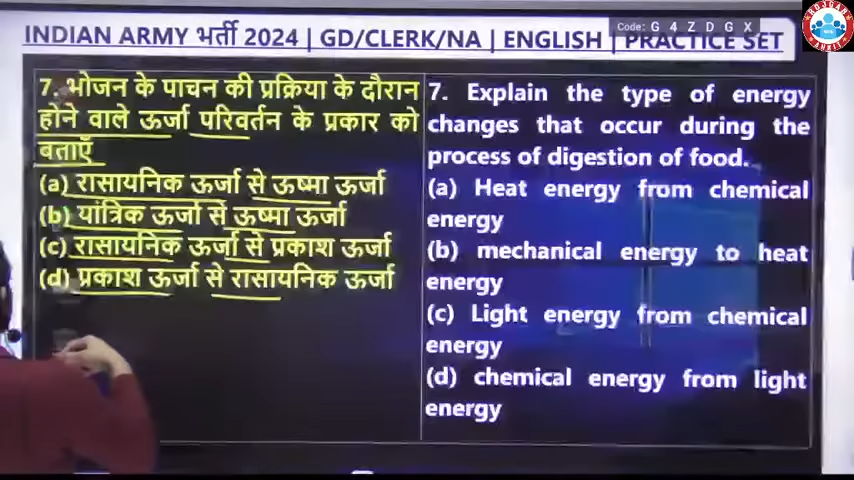 Code: G 4 Z D G X
INDIAN ARMY भर्ती 2024 | GD/CLERK/NA | ENGLISH | PRACTICE SET
7. भोजन के पाचन की प्रक्रिया के दौरान
होने वाले ऊर्जा परिवर्तन के प्रकार को
बताएँ
(a) रासायनिक ऊर्जा से ऊष्मा ऊर्जा
(b) यांत्रिक ऊर्जा से ऊष्मा ऊर्जा
(c) रासायनिक ऊर्जा से प्रकाश ऊर्जा
(d) प्रकाश ऊर्जा से रासायनिक ऊर्जा
7. Explain the type of energy
changes that occur during the
process of digestion of food.
(a) Heat energy from chemical
energy
(b) mechanical energy to heat
energy
(c) Light energy from chemical
energy
(d) chemical energy from light
energy